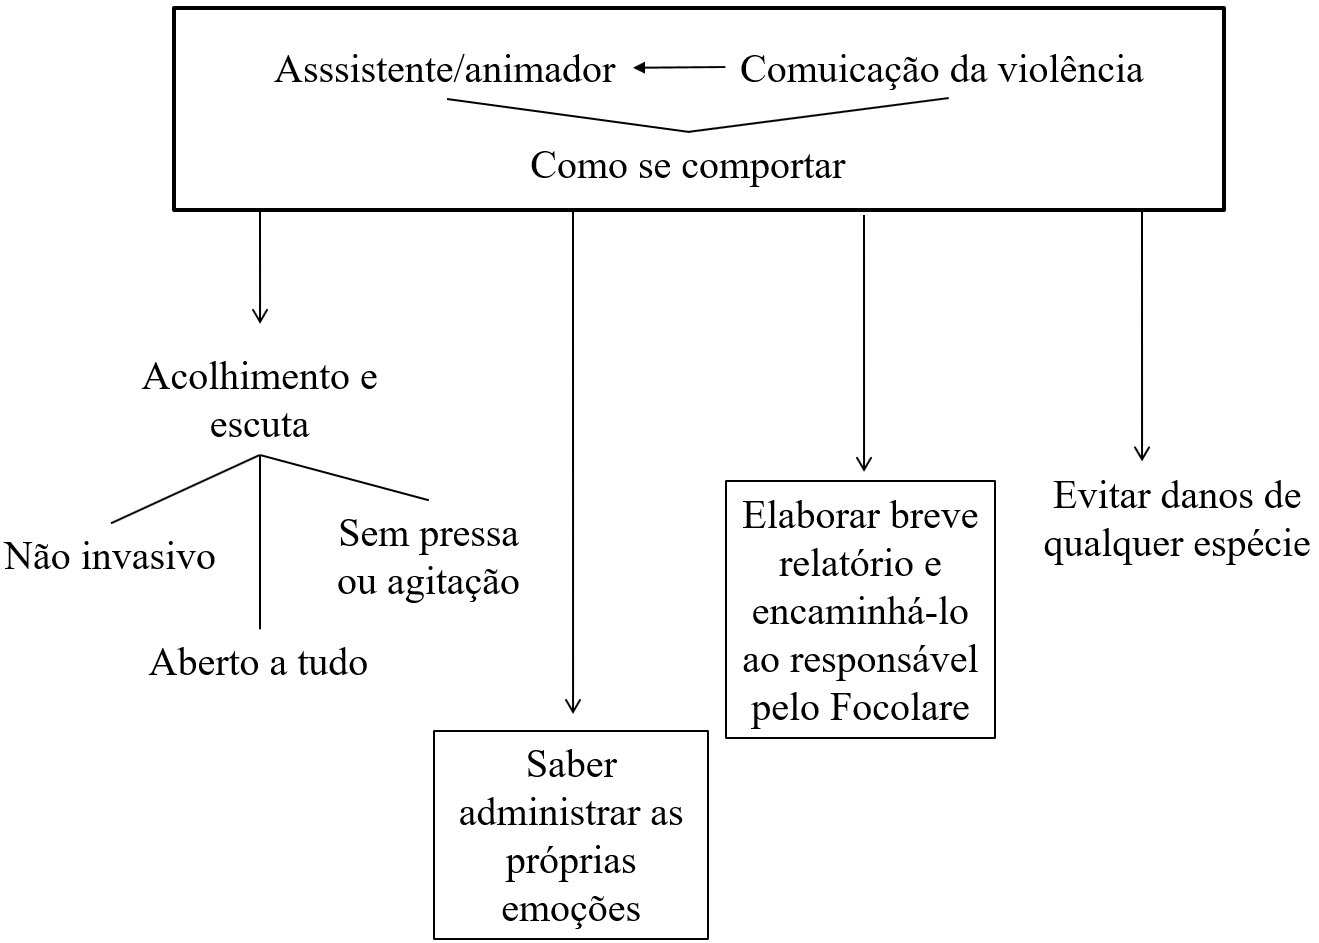 Asssistente/animador
Comuicação da violência
Como se comportar
Acolhimento e
escuta
Não invasivo
Aberto a tudo
Sem pressa
ou agitação
Saber
administrar as
próprias
emoções
Elaborar breve
relatório e
encaminhá-lo
ao responsável
pelo Focolare
Evitar danos de
qualquer espécie